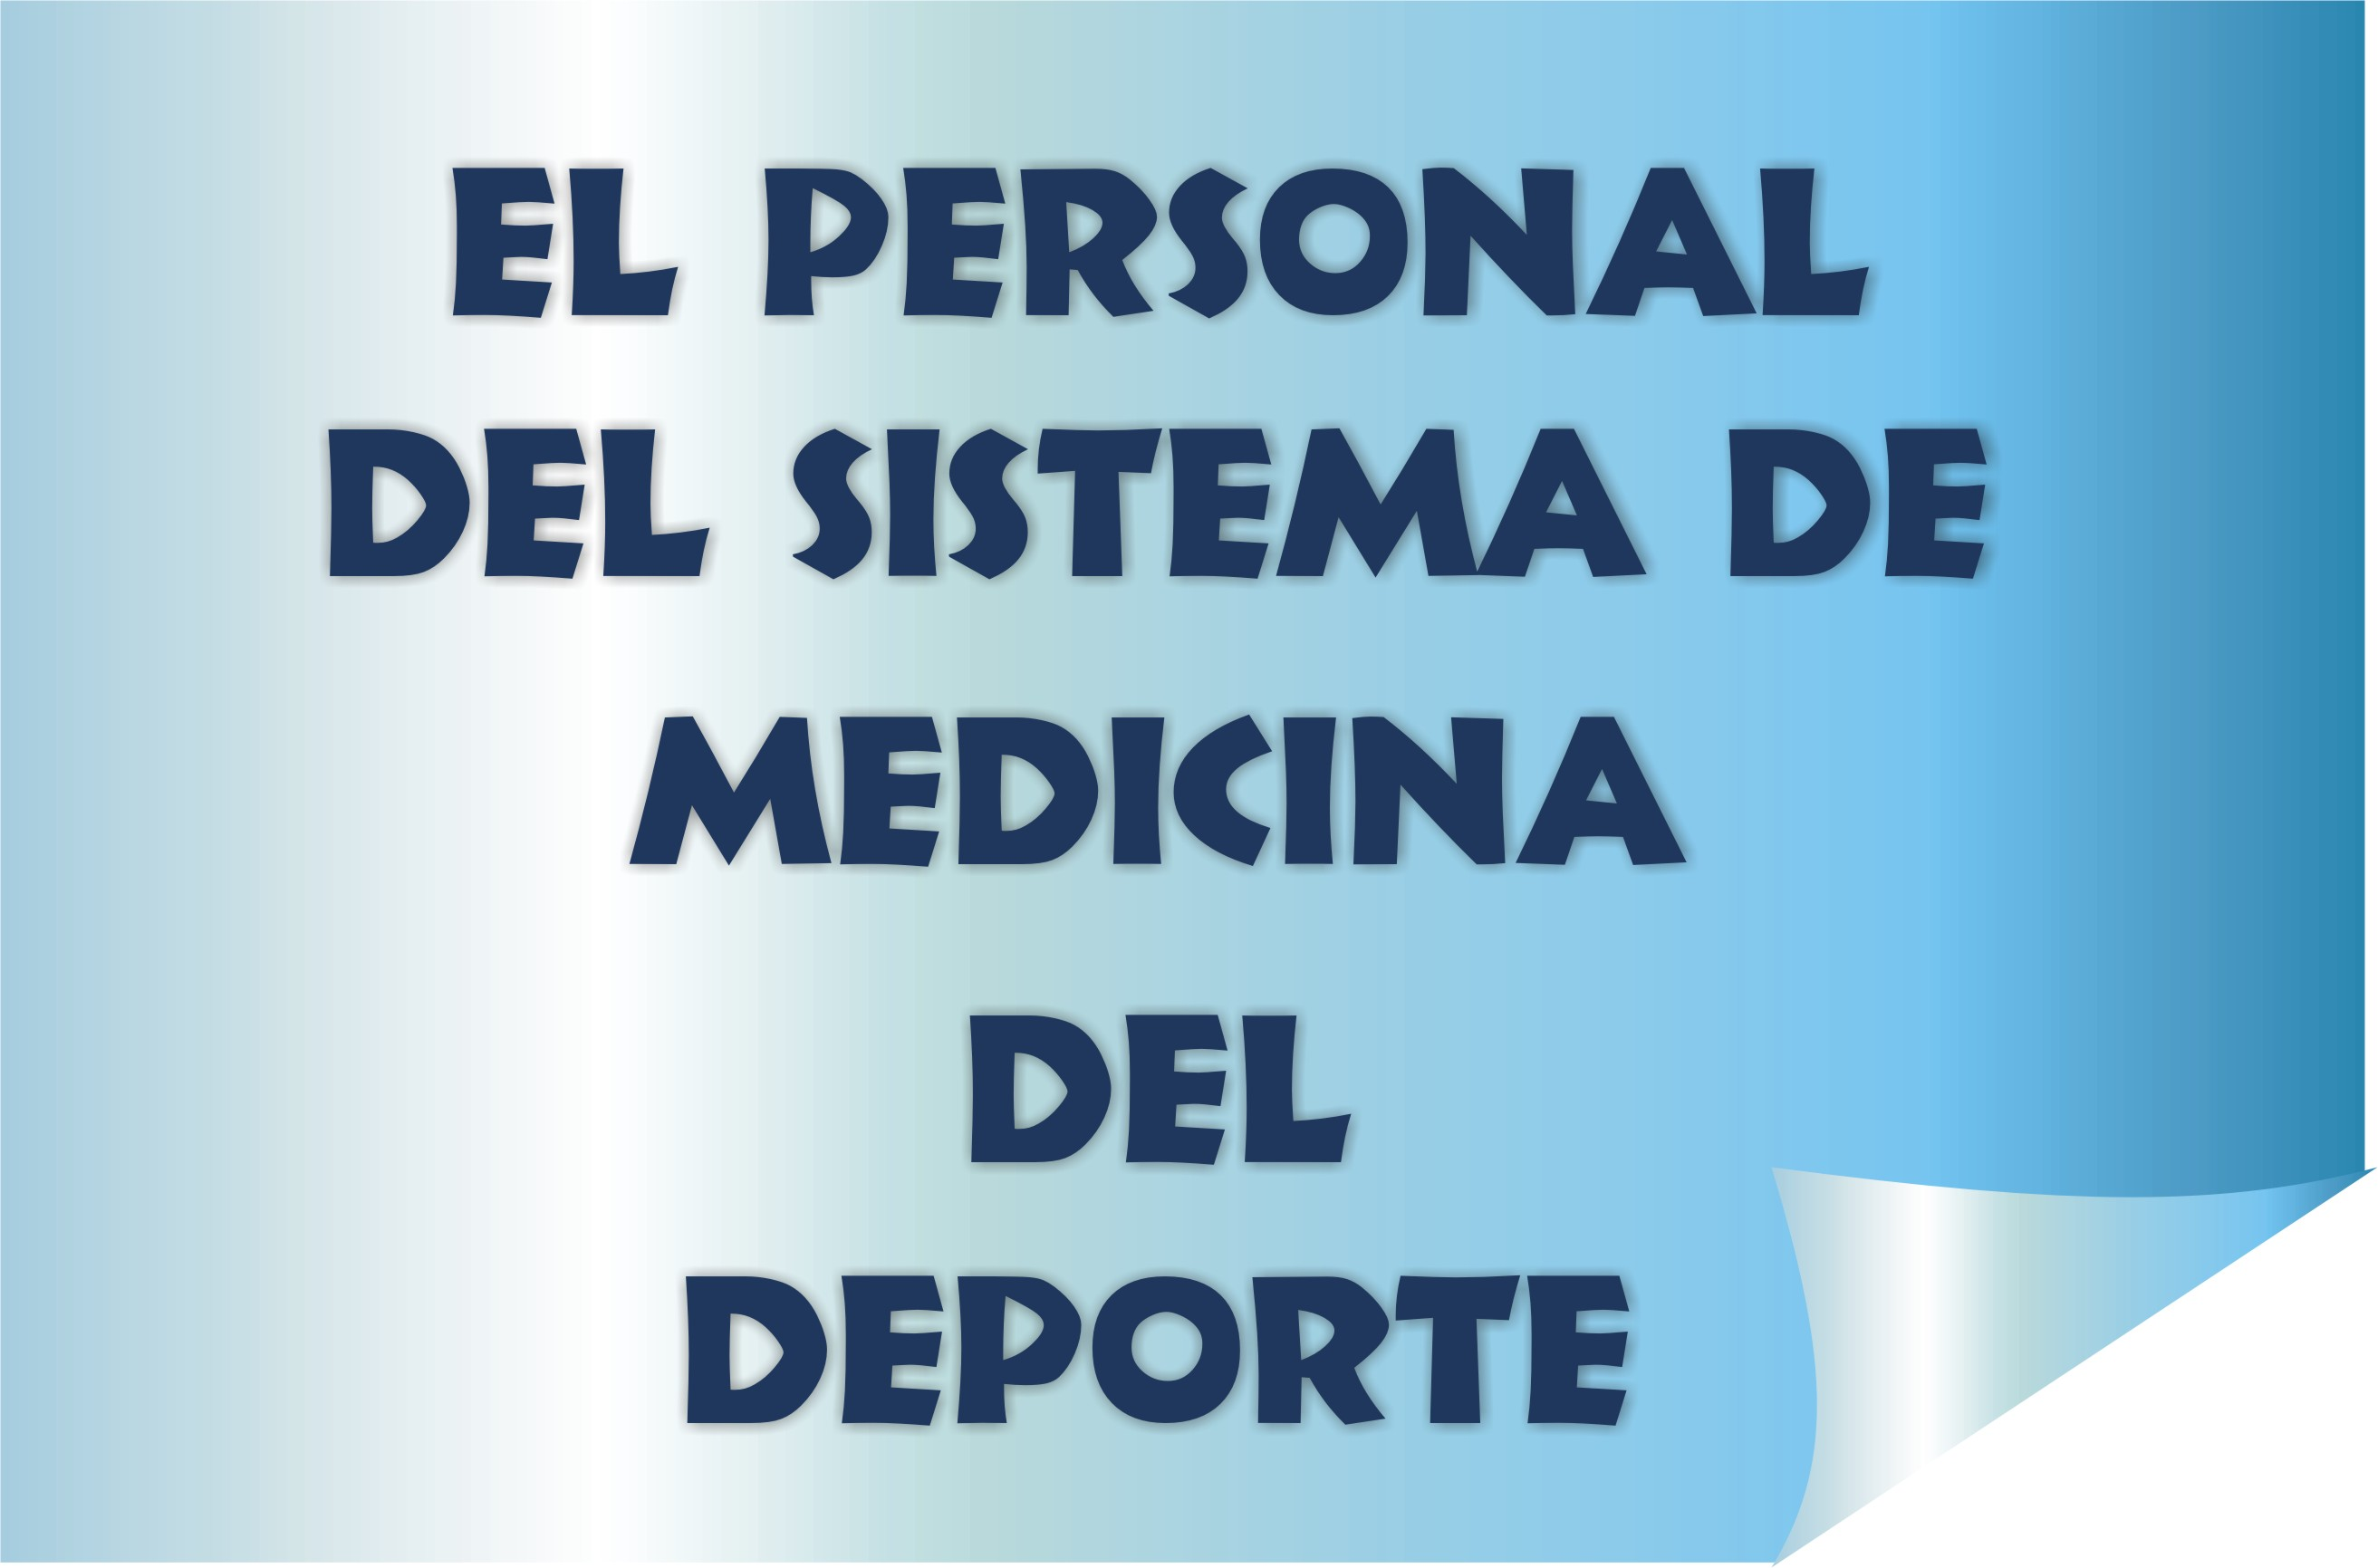 EL PERSONAL
DEL SISTEMA DE
MEDICINA
DEL
DEPORTE